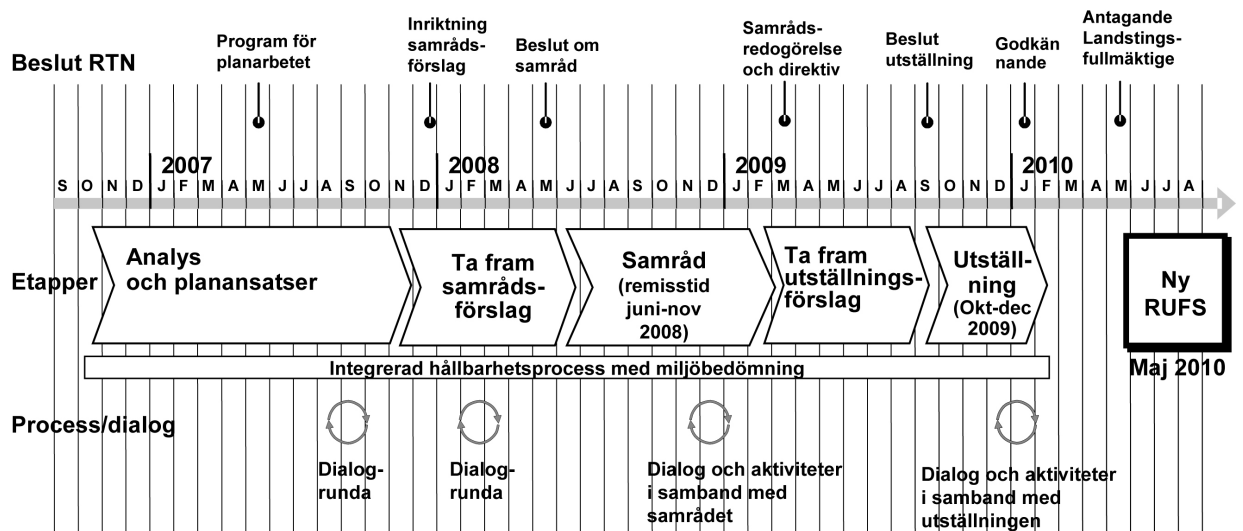 Beslut RTN
Program för
planarbetet
Inriktning
samråds-
förslag
Beslut om
samråd
Samråds-
redogörelse
och direktiv
Beslut
utställning
Godkän
nande
Antagande
Landstings-
fullmäktige
2007 2008 2009 2010
S O N D J F M A M J J A S O N D J F M A M J J A S O N D J F M A M J J A S O N D J F M A M J J A
Etapper
Analys
och planansatser
Ta fram
samråds-
förslag
Samråd
(remisstid
juni-nov
2008)
Ta fram
utställnings-
förslag
Utställ-
ning
(Okt-dec
2009)
Ny
RUFS
Maj 2010
Integrerad hållbarhetsprocess med miljöbedömning
Process/dialog
Dialog-
runda
Dialog-
runda
Dialog och aktiviteter
i samband med
samrådet
Dialog och aktiviteter
i samband med
utställningen